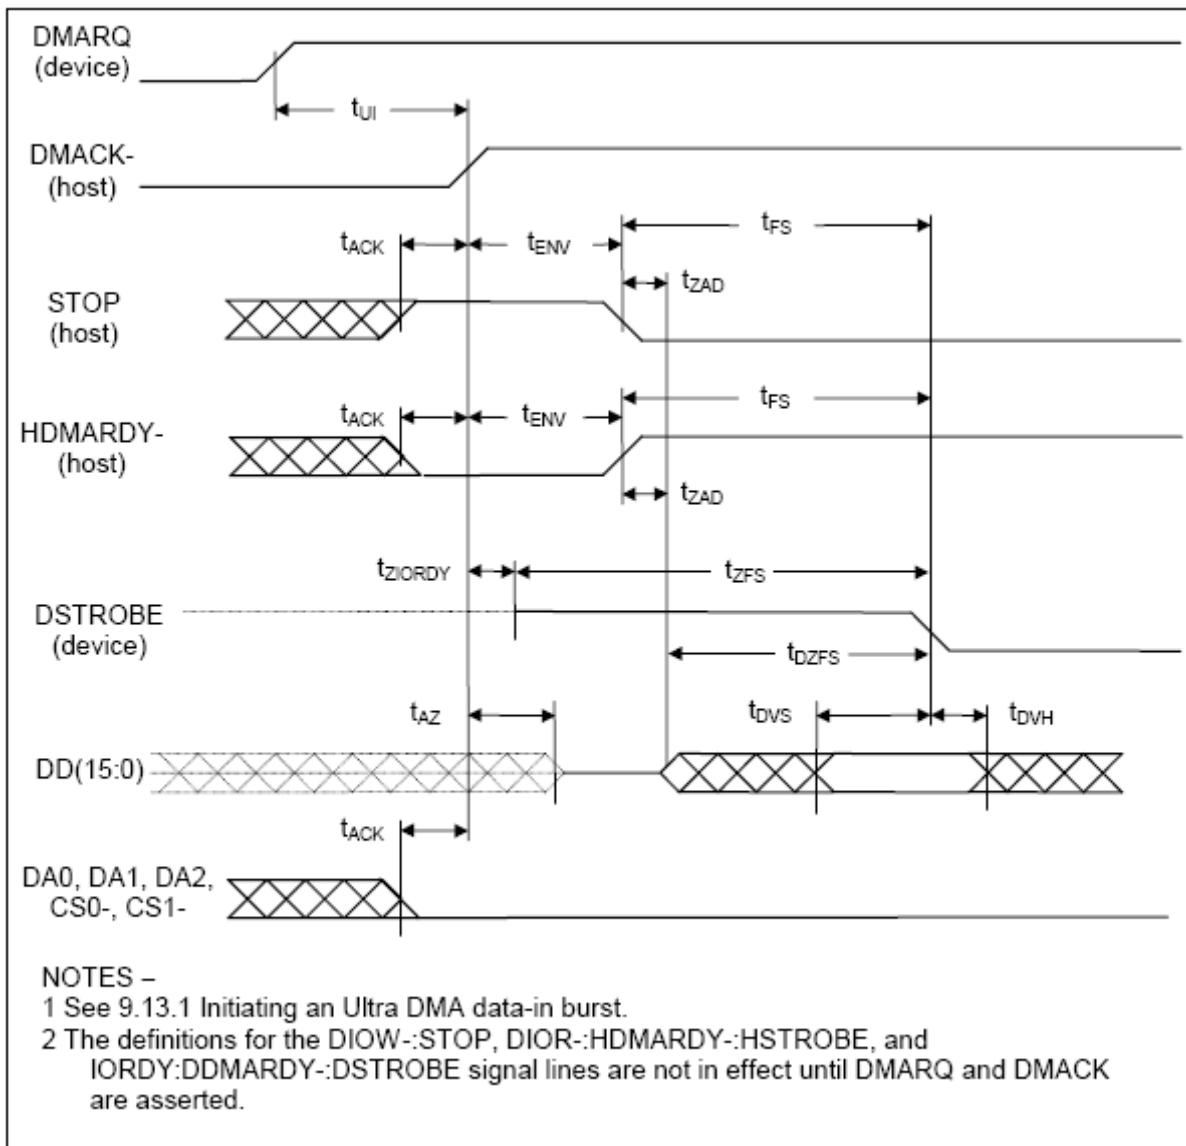 DMARQ
(device)
tUI
DMACK-
(host)
tFS
tACK
tENV
tZAD
STOP
(host)
tFS
tACK
tENV
HDMARDY-
(host)
tZAD
tZIORDY
tZFS
DSTROBE
(device)
tDZFS
tAZ
tDVS
tDVH
DD(15:0)
tACK
DA0, DA1, DA2,
CS0-, CS1-
NOTES –
1 See 9.13.1 Initiating an Ultra DMA data-in burst.
2 The definitions for the DIOW-:STOP, DIOR-:HDMARDY-:HSTROBE, and
IORDY:DDMARDY-:DSTROBE signal lines are not in effect until DMARQ and DMACK
are asserted.